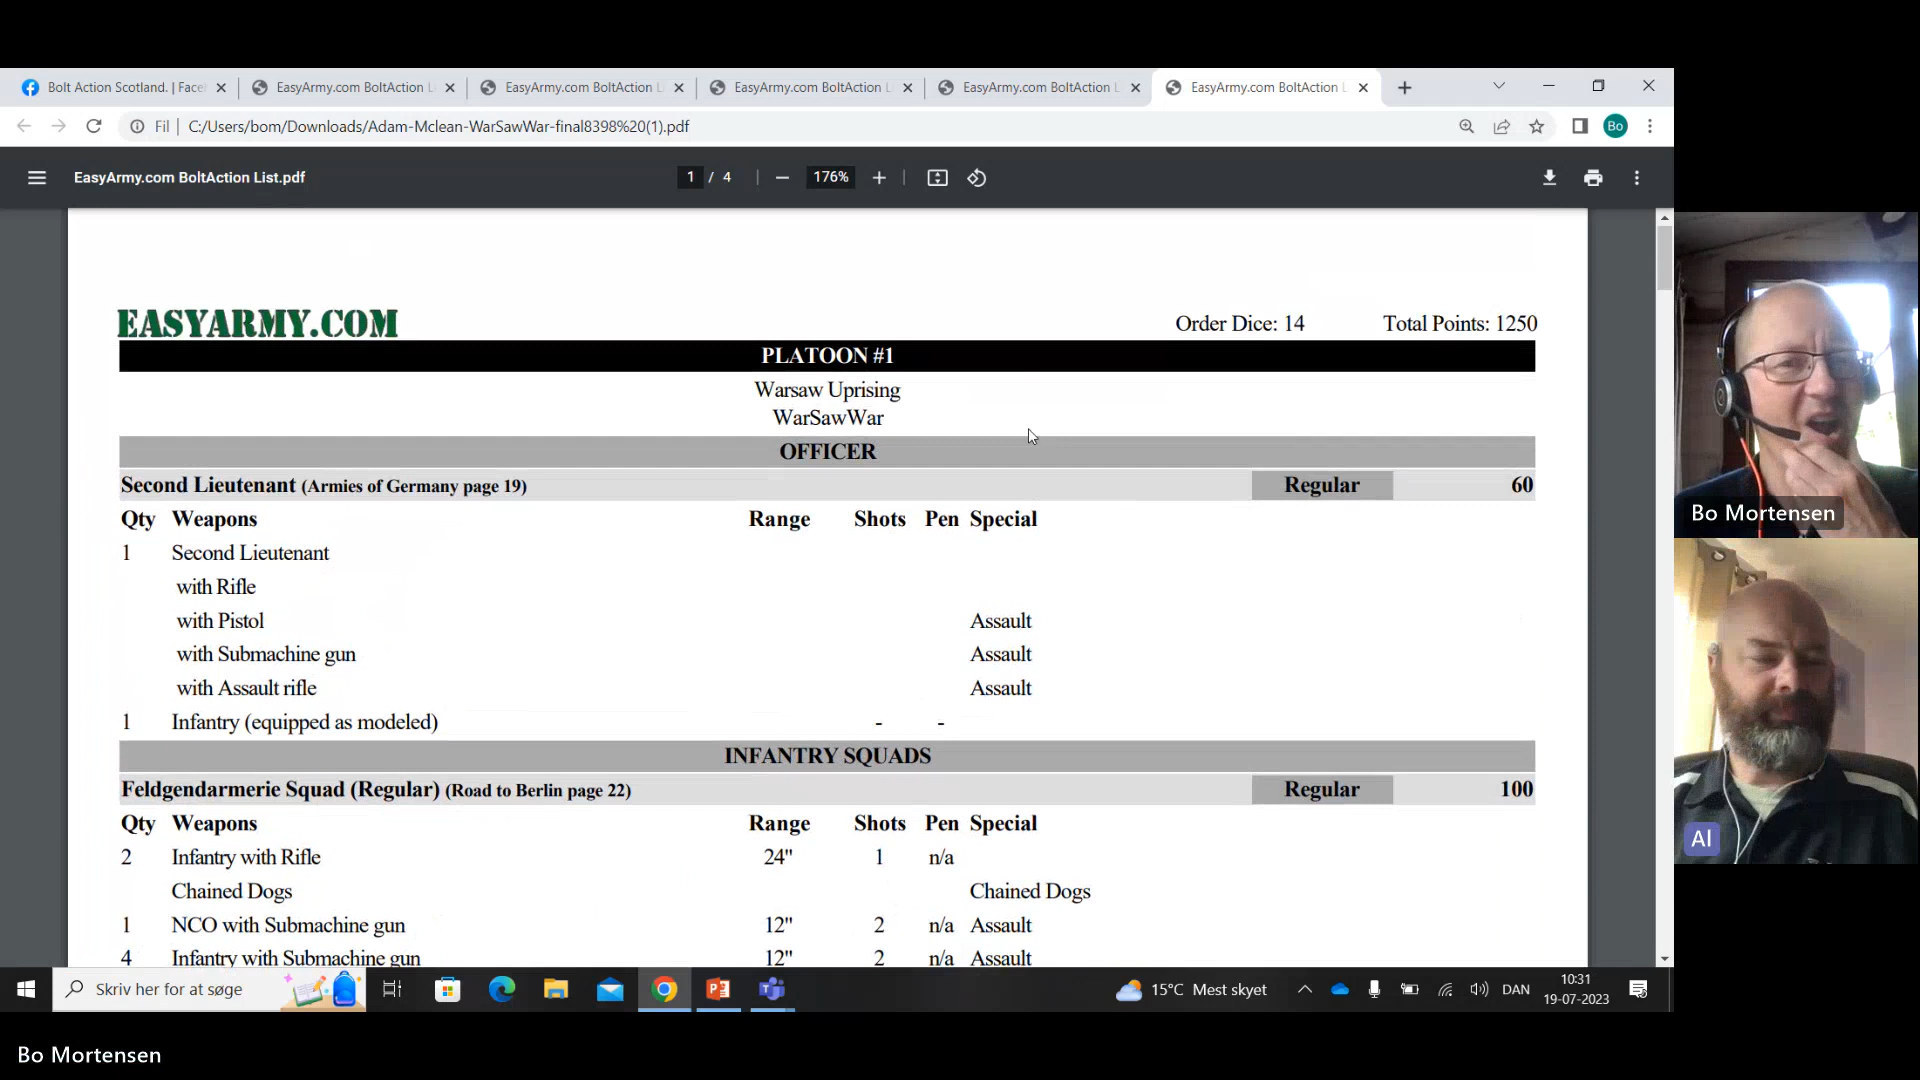 Bolt Action Scotland. | Face
EasyArmy.com BoltAction L
EasyArmy.com BoltAction L
EasyArmy.com BoltAction L
EasyArmy.com BoltAction L
EasyArmy.com BoltAction L
Fil | C:/Users/bom/Downloads/Adam-Mclean-WarSawWar-final8398%20(1).pdf
Bo
EasyArmy.com BoltAction List.pdf
1 / 4
176%
EASYARMY.COM
Order Dice: 14 Total Points: 1250
PLATOON #1
Warsaw Uprising
WarSawWar
OFFICER
Second Lieutenant (Armies of Germany page 19) Regular 60
Qty Weapons Range Shots Pen Special
1 Second Lieutenant
with Rifle
with Pistol Assault
with Submachine gun Assault
with Assault rifle Assault
1 Infantry (equipped as modeled) - -
INFANTRY SQUADS
Feldgendarmerie Squad (Regular) (Road to Berlin page 22) Regular 100
Qty Weapons Range Shots Pen Special
2 Infantry with Rifle 24" 1 n/a
Chained Dogs Chained Dogs
1 NCO with Submachine gun 12" 2 n/a Assault
4 Infantry with Submachine gun 12" 2 n/a Assault
Bo Mortensen
Al
Skriv her for at søge
15°C Mest skyet
DAN
10:31
19-07-2023
Bo Mortensen